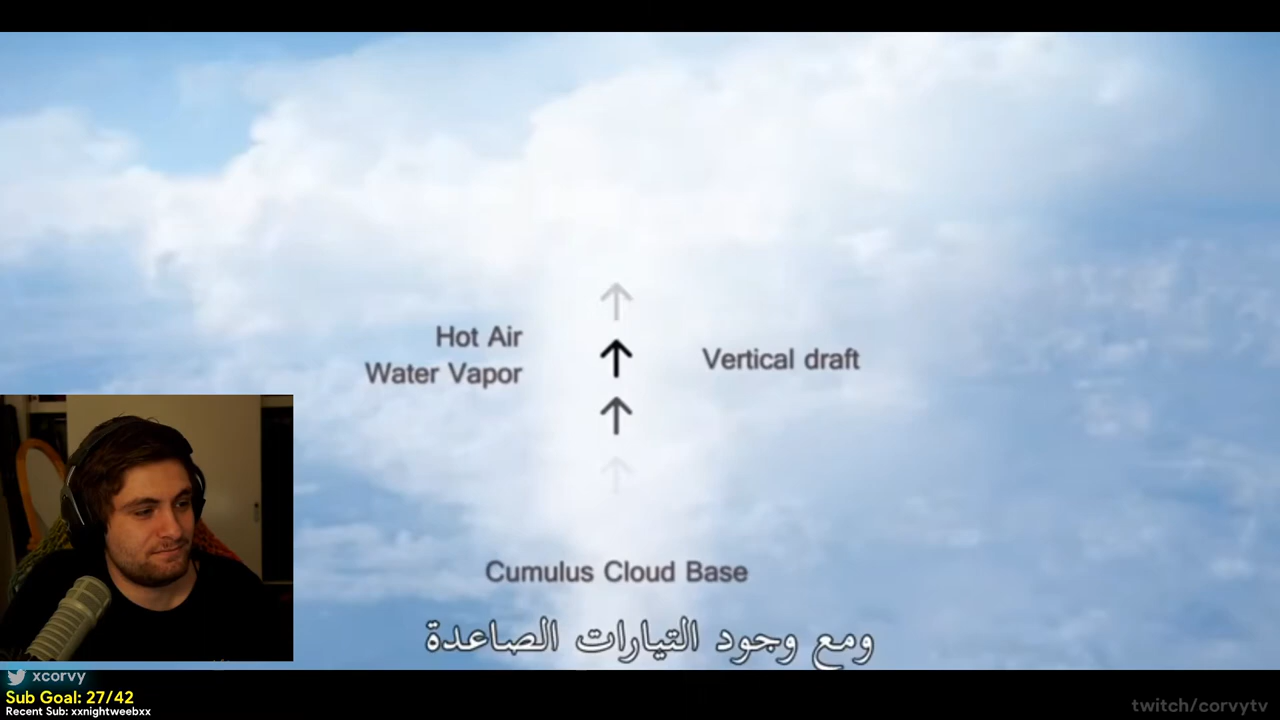 Hot Air
Water Vapor
Vertical draft
Cumulus Cloud Base
ومع وجود التيارات الصاعدة
xcorvy
Sub Goal: 27/42
Recent Sub: xxnightweebxx
twitch/corvytv